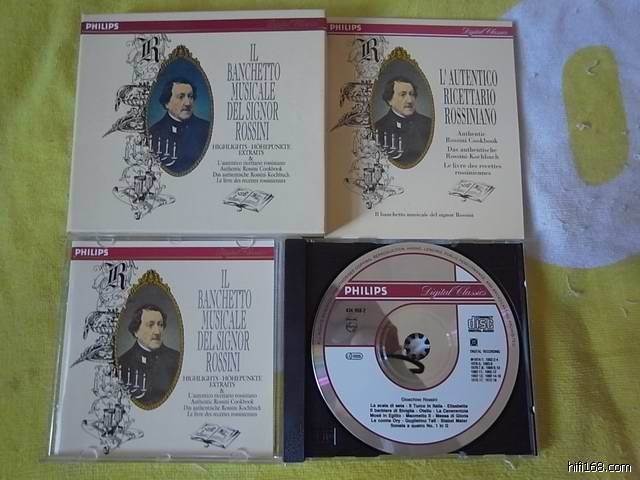 PHILIPS
IL
BANCHETTO
MUSICALE
DEL SIGNOR
ROSSINI
HIGHLIGHTS · HÖHEPUNKTE
EXTRAITS
&
L'autentico ricettario rossiniano
Authentic Rossini Cookbook
Das authentische Rossini Kochbuch
Le livre des recettes rossiniennes
PHILIPS
Digital Classics
L'AUTENTICO
RICETTARIO
ROSSINIANO
Authentic
Rossini Cookbook
Das authentische
Rossini Kochbuch
Le livre des recettes
rossiniennes
Il banchetto musicale del signor Rossini
PHILIPS
IL
BANCHETTO
MUSICALE
DEL SIGNOR
ROSSINI
HIGHLIGHTS · HÖHEPUNKTE
EXTRAITS
&
L'autentico ricettario rossiniano
Authentic Rossini Cookbook
Das authentische Rossini Kochbuch
Le livre des recettes rossiniennes
PHILIPS
Digital Classics
disc
DIGITAL RECORDING
Gioachino Rossini
La scala di seta · Il Turco in Italia · Elisabetta
Il barbiere di Siviglia · Otello · La Cenerentola
Mosè in Egitto · Maometto II · Messa di Gloria
Le comte Ory · Guglielmo Tell · Stabat Mater
Sonata a quattro No. 1 in G
hifi168.com